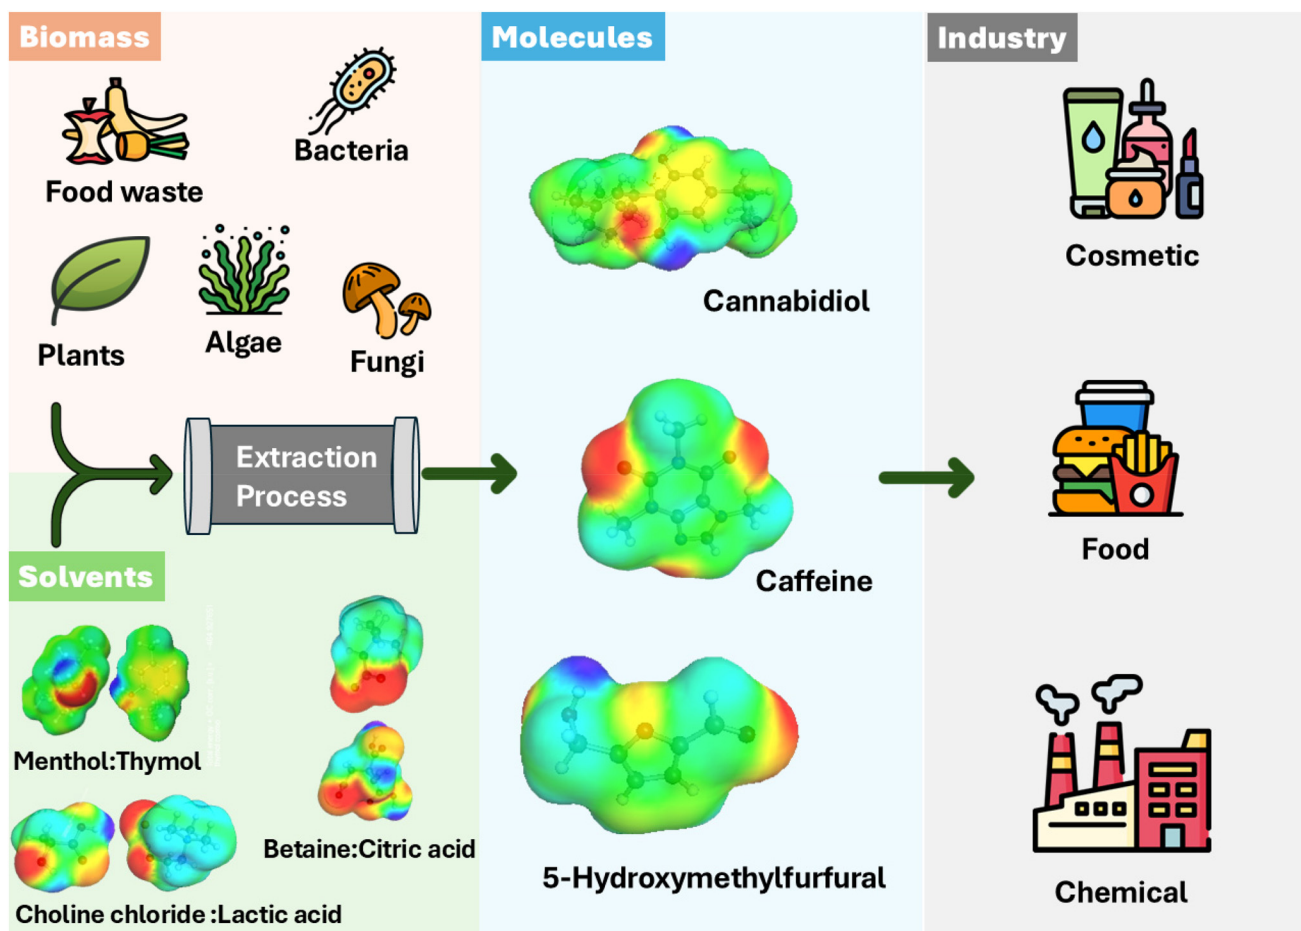 Biomass
Food waste
Bacteria
Plants
Algae
Fungi
Extraction
Process
Solvents
Menthol:Thymol
Betaine:Citric acid
Choline chloride :Lactic acid
Molecules
Cannabidiol
Caffeine
5-Hydroxymethylfurfural
Industry
Cosmetic
Food
Chemical